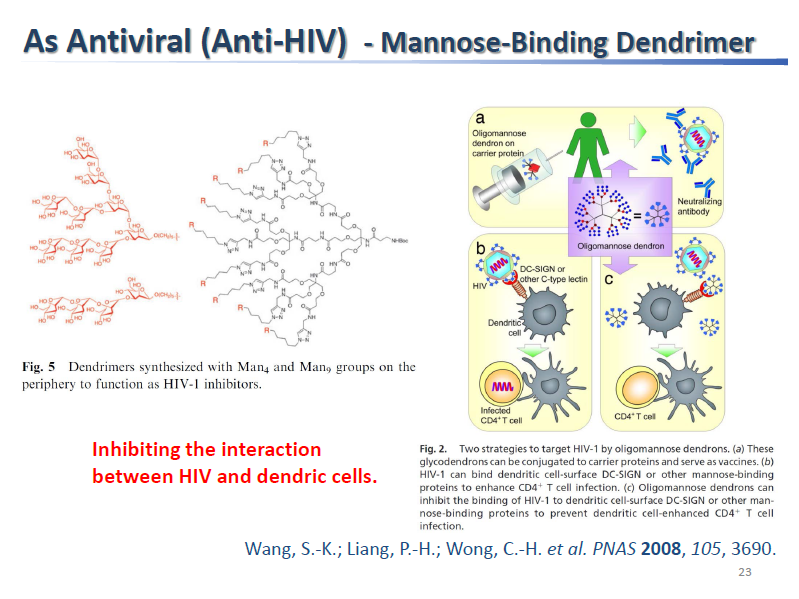 As Antiviral (Anti-HIV) - Mannose-Binding Dendrimer
Fig. 5 Dendrimers synthesized with Man4 and Man9 groups on the
periphery to function as HIV-1 inhibitors.
Inhibiting the interaction
between HIV and dendric cells.
a
Oligomannose
dendron on
carrier protein
Neutralizing
antibody
=
Oligomannose dendron
b
HIV
DC-SIGN or
other C-type lectin
Dendritic
cell
Infected
CD4+T cell
c
CD4+T cell
Fig. 2. Two strategies to target HIV-1 by oligomannose dendrons. (a) These
glycodendrons can be conjugated to carrier proteins and serve as vaccines. (b)
HIV-1 can bind dendritic cell-surface DC-SIGN or other mannose-binding
proteins to enhance CD4+ T cell infection. (c) Oligomannose dendrons can
inhibit the binding of HIV-1 to dendritic cell-surface DC-SIGN or other man-
nose-binding proteins to prevent dendritic cell-enhanced CD4+ T cell
infection.
Wang, S.-K.; Liang, P.-H.; Wong, C.-H. et al. PNAS 2008, 105, 3690.
23